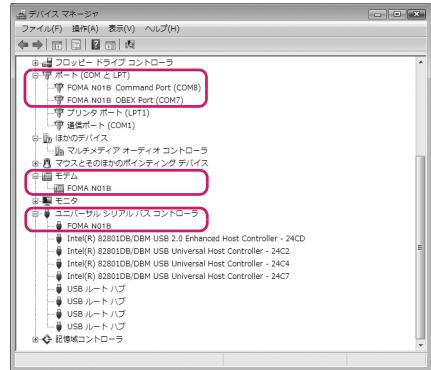 デバイス マネージャ
ファイル(F) 操作(A) 表示(V) ヘルプ(H)
フロッピー ドライブ コントローラ
ポート (COM と LPT)
FOMA N01B Command Port (COM8)
FOMA N01B OBEX Port (COM7)
プリンタ ポート (LPT1)
通信ポート (COM1)
ほかのデバイス
マルチメディア オーディオ コントローラ
マウスとそのほかのポインティング デバイス
モデム
FOMA N01B
モニタ
ユニバーサル シリアル バス コントローラ
FOMA N01B
Intel(R) 82801DB/DBM USB 2.0 Enhanced Host Controller - 24CD
Intel(R) 82801DB/DBM USB Universal Host Controller - 24C2
Intel(R) 82801DB/DBM USB Universal Host Controller - 24C4
Intel(R) 82801DB/DBM USB Universal Host Controller - 24C7
USB ルート ハブ
USB ルート ハブ
USB ルート ハブ
USB ルート ハブ
記憶域コントローラ